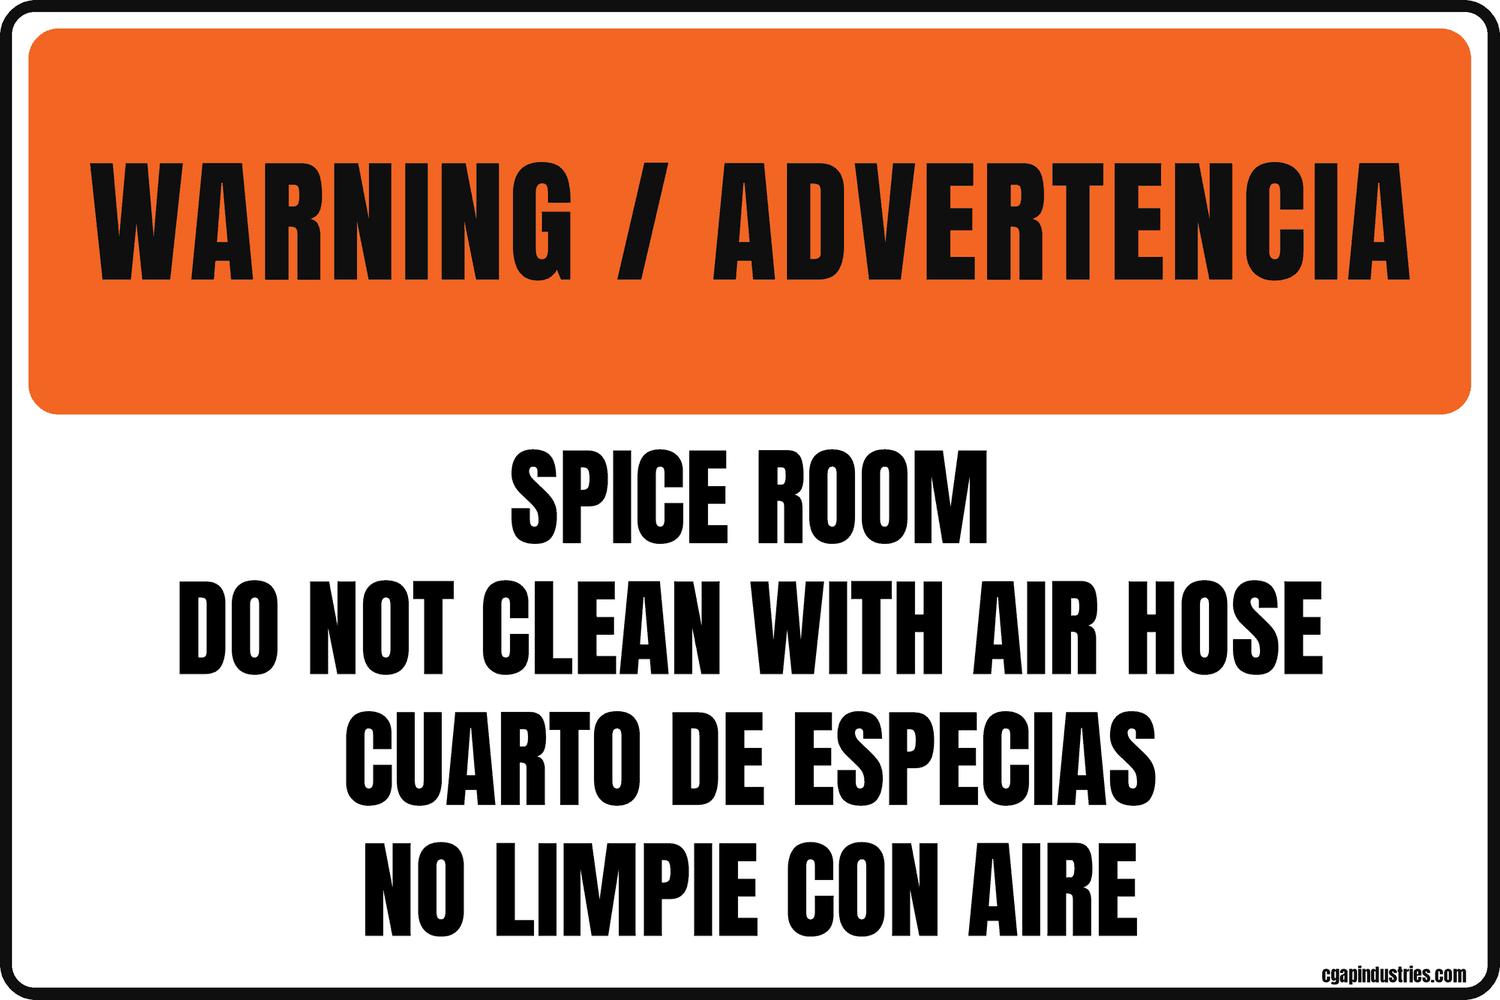 WARNING / ADVERTENCIA
SPICE ROOM
DO NOT CLEAN WITH AIR HOSE
CUARTO DE ESPECIAS
NO LIMPIE CON AIRE
cgapindustries.com